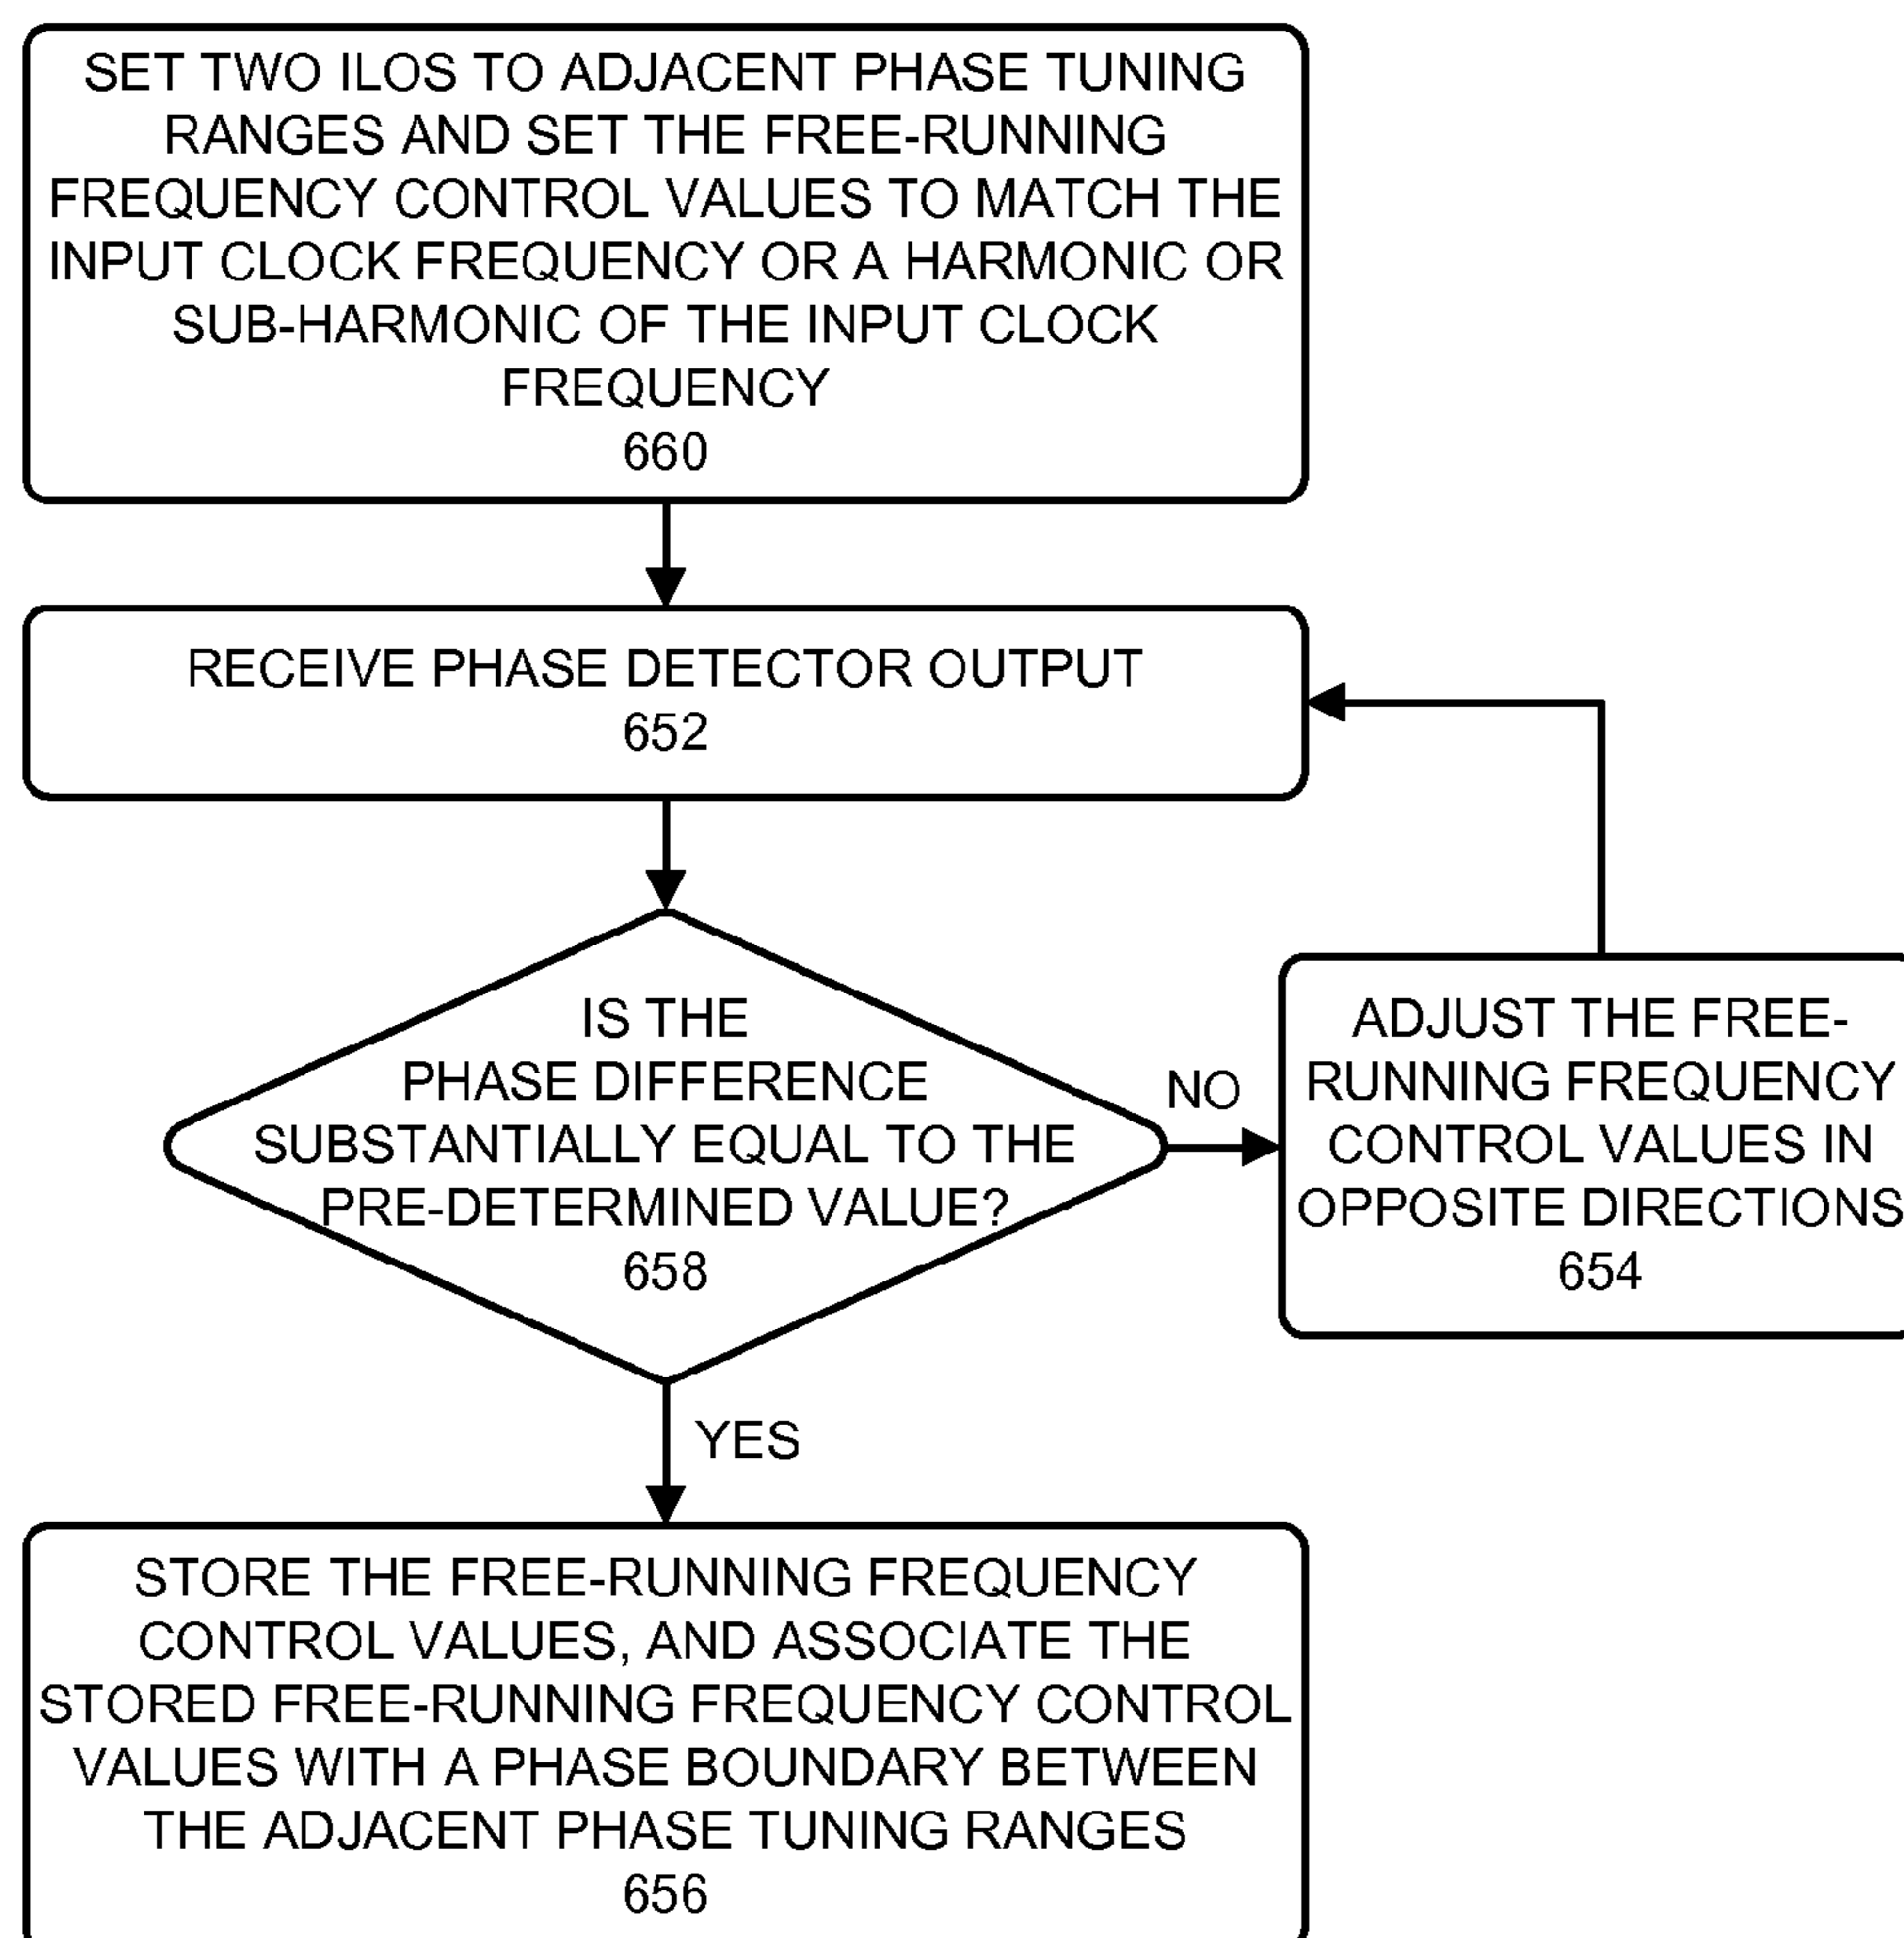 SET TWO ILOS TO ADJACENT PHASE TUNING
RANGES AND SET THE FREE-RUNNING
FREQUENCY CONTROL VALUES TO MATCH THE
INPUT CLOCK FREQUENCY OR A HARMONIC OR
SUB-HARMONIC OF THE INPUT CLOCK
FREQUENCY
660
RECEIVE PHASE DETECTOR OUTPUT
652
IS THE
PHASE DIFFERENCE
SUBSTANTIALLY EQUAL TO THE
PRE-DETERMINED VALUE?
658
NO
ADJUST THE FREE-
RUNNING FREQUENCY
CONTROL VALUES IN
OPPOSITE DIRECTIONS
654
YES
STORE THE FREE-RUNNING FREQUENCY
CONTROL VALUES, AND ASSOCIATE THE
STORED FREE-RUNNING FREQUENCY CONTROL
VALUES WITH A PHASE BOUNDARY BETWEEN
THE ADJACENT PHASE TUNING RANGES
656